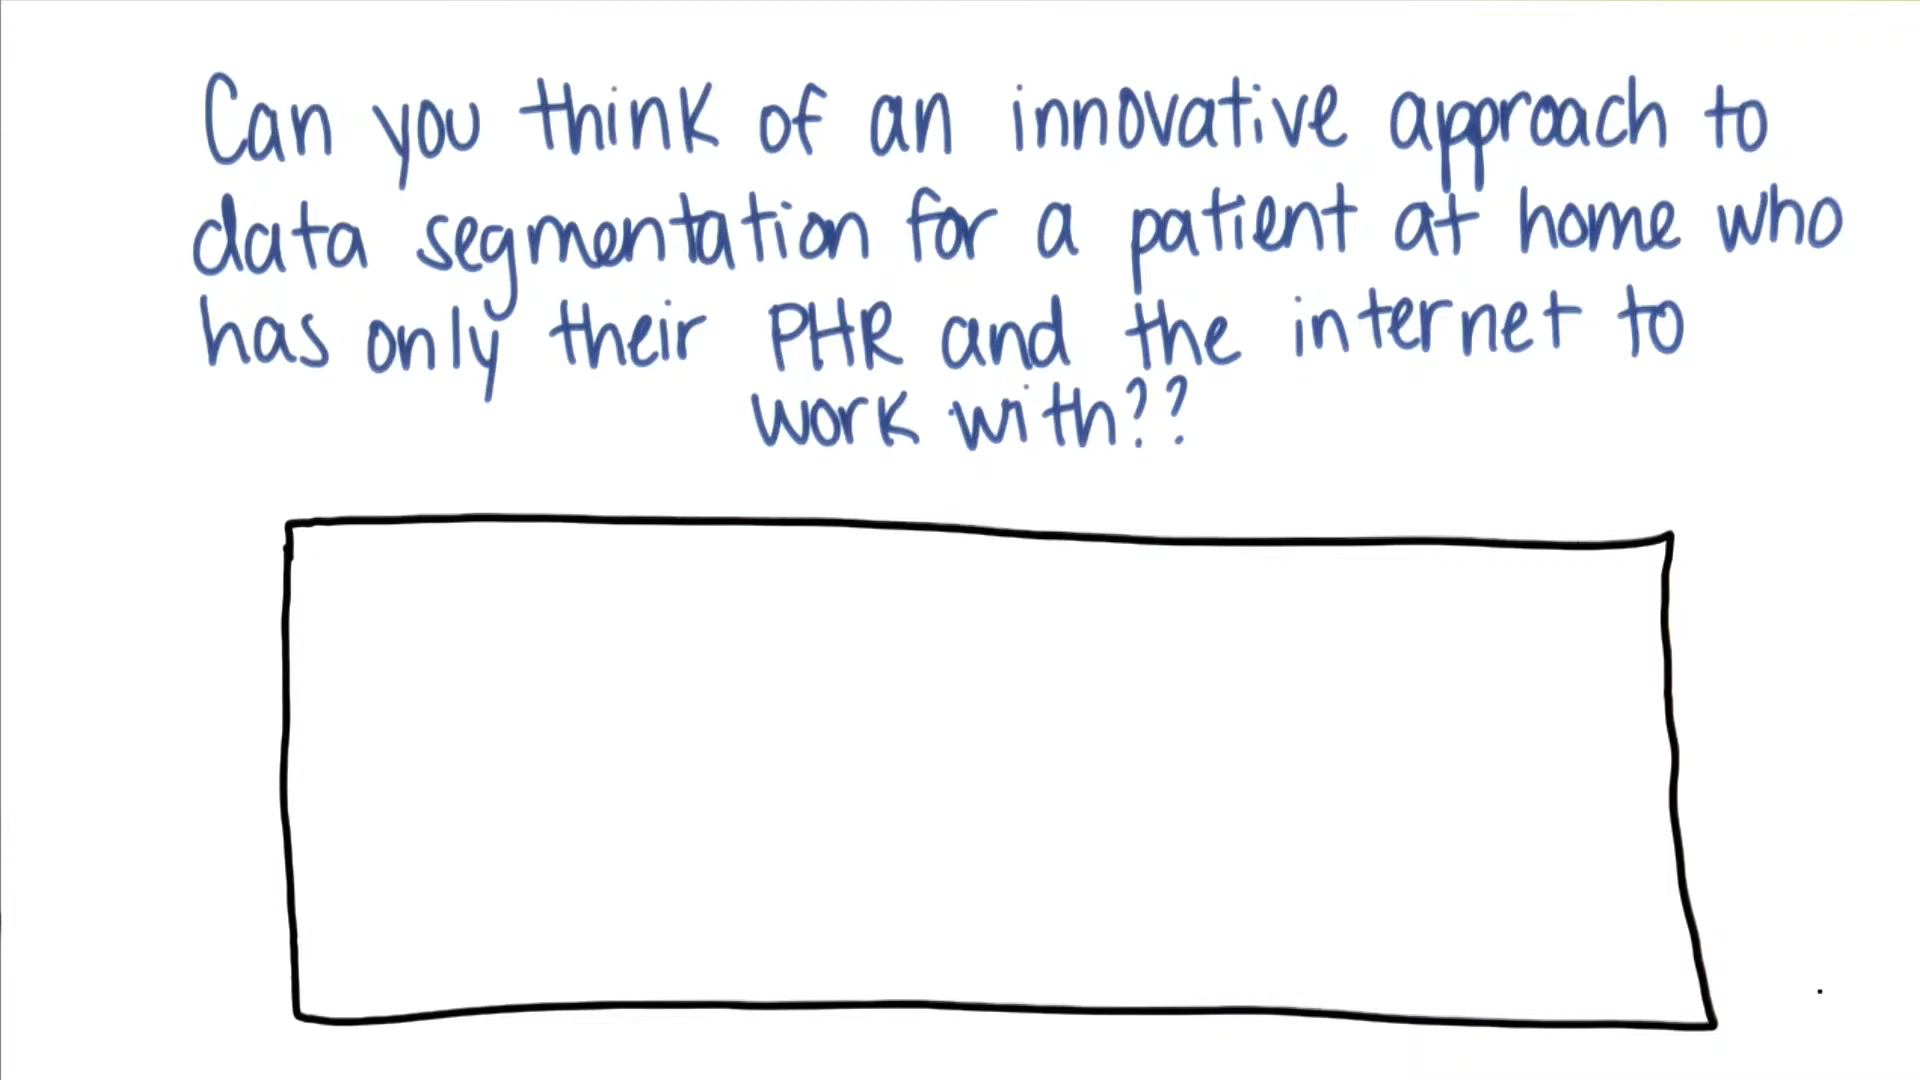 Can you think of an innovative approach to
data segmentation for a patient at home who
has only their PHR and the internet to
work with??